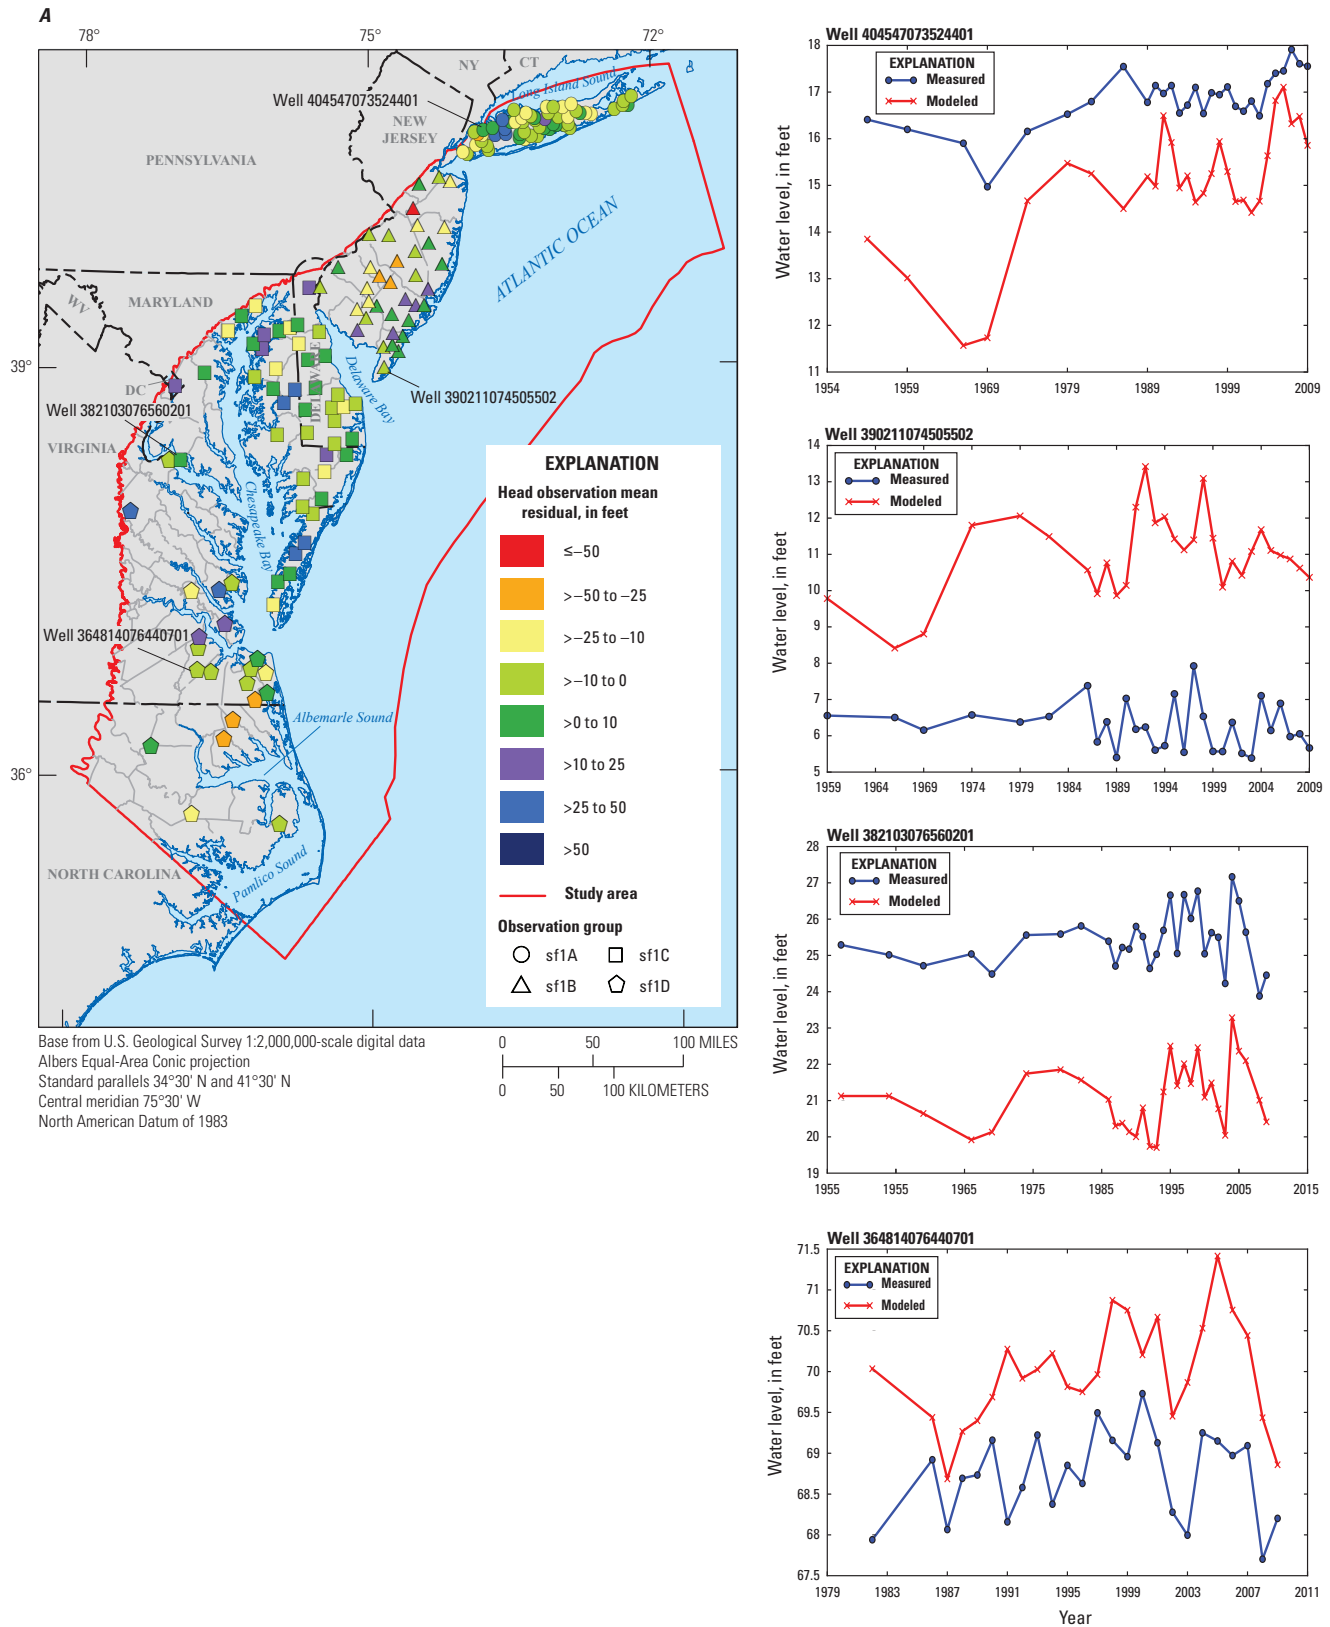 A
78°
75°
72°
NY
CT
Long Island Sound
Well 404547073524401
NEW
JERSEY
PENNSYLVANIA
ATLANTIC OCEAN
WV
MARYLAND
39°
DC
DELAWARE
Delaware Bay
Well 390211074505502
Well 382103076560201
VIRGINIA
Chesapeake Bay
Well 364814076440701
Albemarle Sound
36°
NORTH CAROLINA
Pamlico Sound
EXPLANATION
Head observation mean
residual, in feet
≤–50
>–50 to –25
>–25 to –10
>–10 to 0
>0 to 10
>10 to 25
>25 to 50
>50
Study area
Observation group
sf1A
sf1C
sf1B
sf1D
Base from U.S. Geological Survey 1:2,000,000-scale digital data
Albers Equal-Area Conic projection
Standard parallels 34°30' N and 41°30' N
Central meridian 75°30' W
North American Datum of 1983
0 50 100 MILES
0 50 100 KILOMETERS
Well 404547073524401
EXPLANATION
Measured
Modeled
Water level, in feet
18
17
16
15
14
13
12
11
1954 1959 1969 1979 1989 1999 2009
Well 390211074505502
EXPLANATION
Measured
Modeled
Water level, in feet
14
13
12
11
10
9
8
7
6
5
1959 1964 1969 1974 1979 1984 1989 1994 1999 2004 2009
Well 382103076560201
EXPLANATION
Measured
Modeled
Water level, in feet
28
27
26
25
24
23
22
21
20
19
1955 1955 1965 1975 1985 1995 2005 2015
Well 364814076440701
EXPLANATION
Measured
Modeled
Water level, in feet
71.5
71
70.5
70
69.5
69
68.5
68
67.5
1979 1983 1987 1991 1995 1999 2003 2007 2011
Year